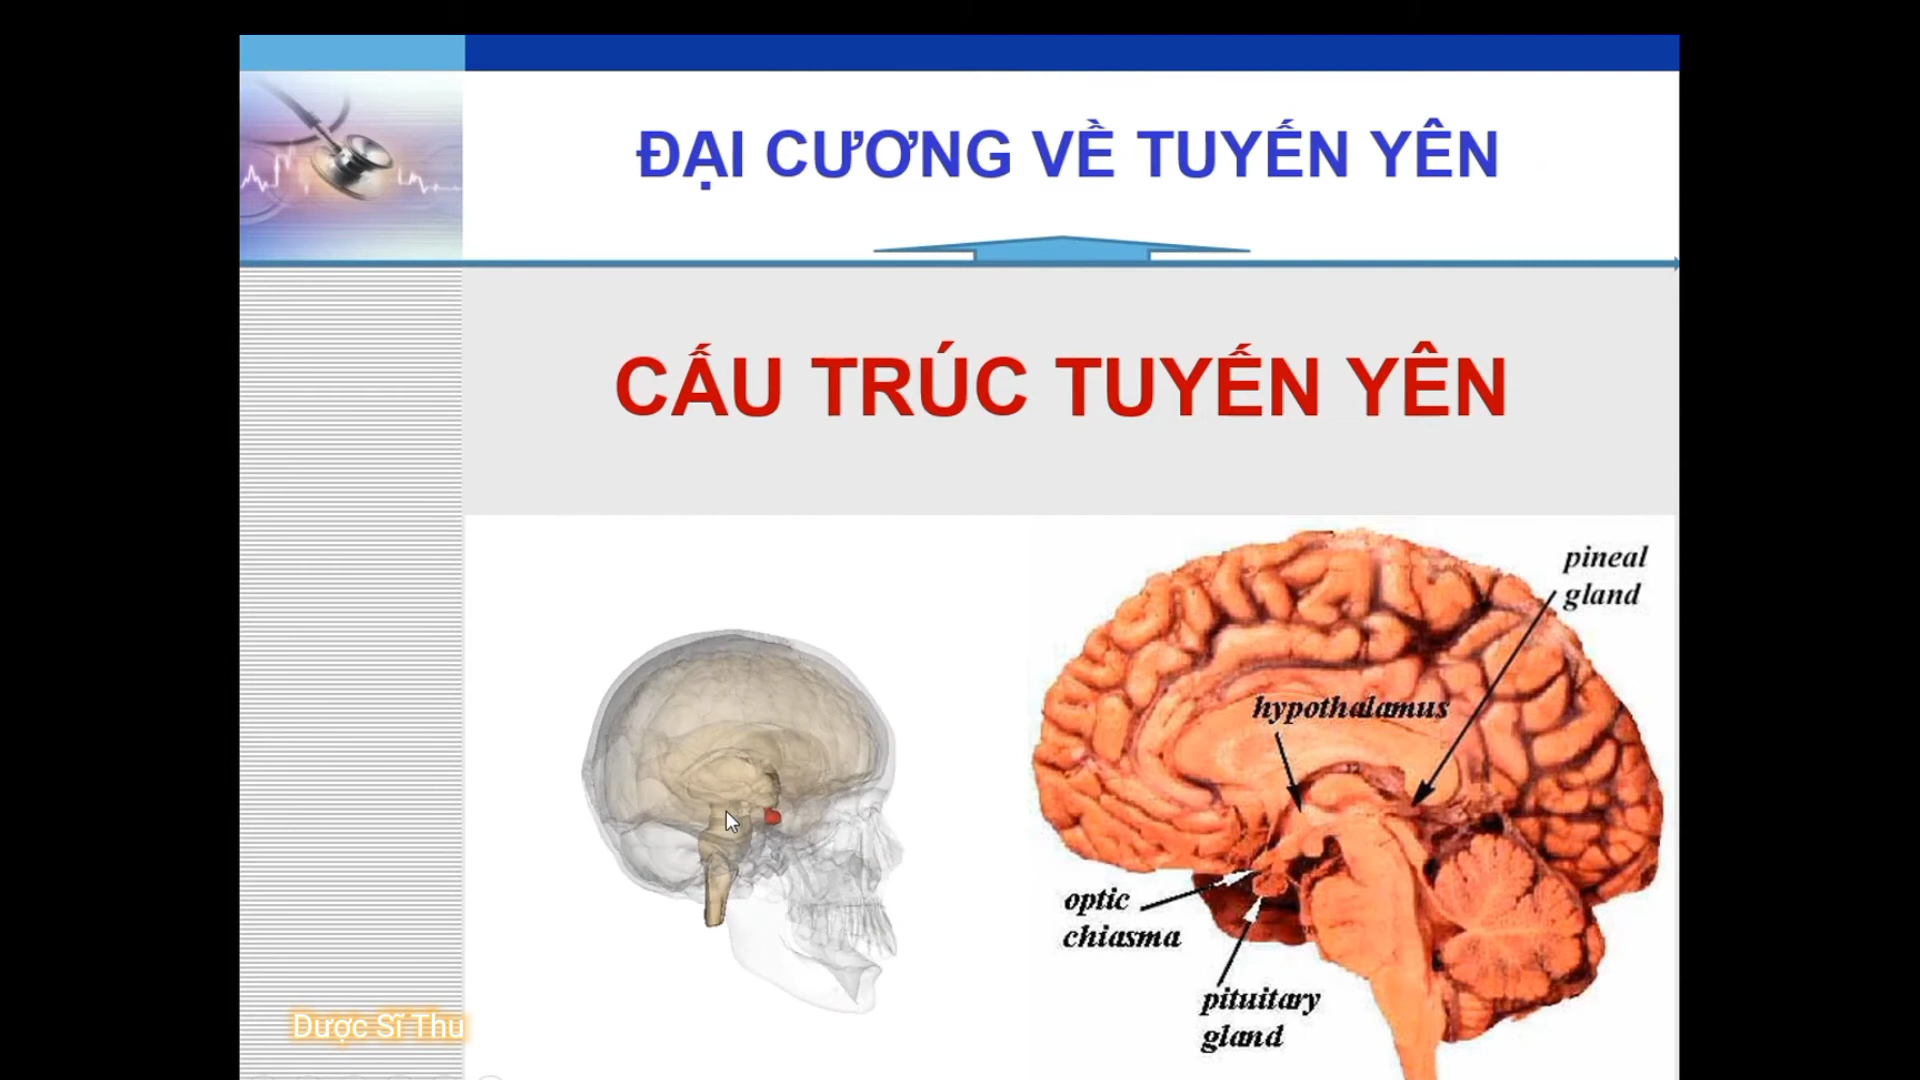 ĐẠI CƯƠNG VỀ TUYẾN YÊN
CẤU TRÚC TUYẾN YÊN
pineal
gland
hypothalamus
optic
chiasma
pituitary
gland
Dược Sĩ Thu